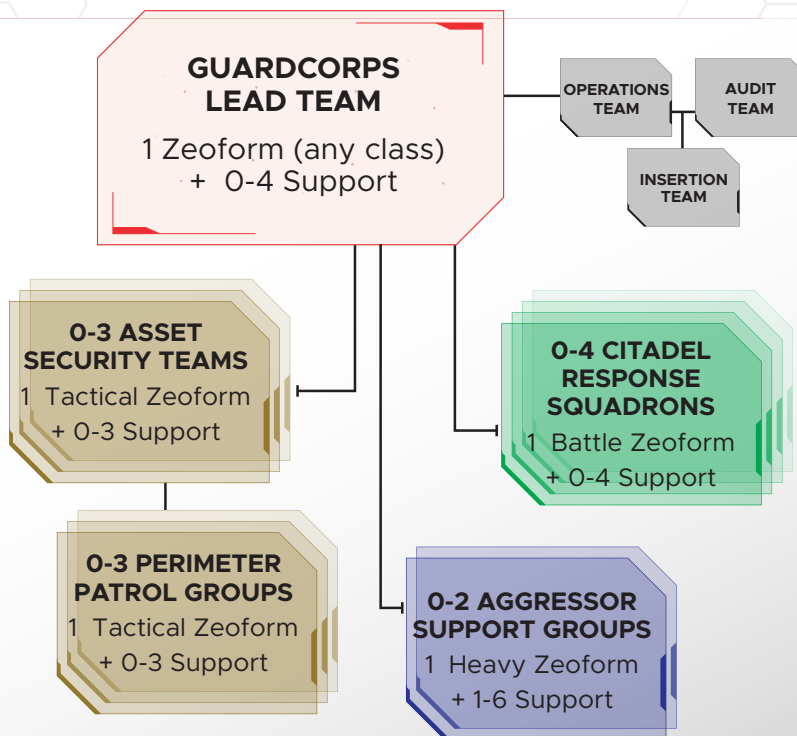 GUARDCORPS
LEAD TEAM
1 Zeoform (any class)
+ 0-4 Support
OPERATIONS
TEAM
AUDIT
TEAM
INSERTION
TEAM
0-3 ASSET
SECURITY TEAMS
1 Tactical Zeoform
+ 0-3 Support
0-4 CITADEL
RESPONSE
SQUADRONS
1 Battle Zeoform
+ 0-4 Support
0-3 PERIMETER
PATROL GROUPS
1 Tactical Zeoform
+ 0-3 Support
0-2 AGGRESSOR
SUPPORT GROUPS
1 Heavy Zeoform
+ 1-6 Support